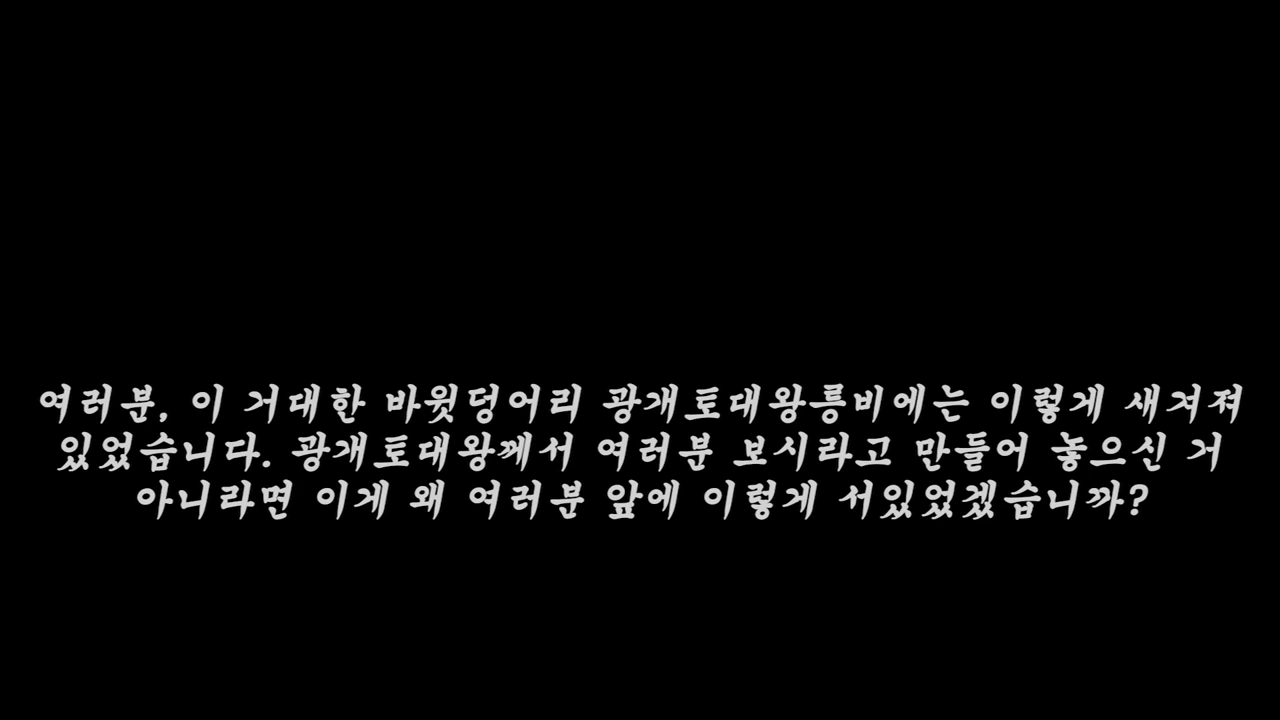 여러분, 이 거대한 바윗덩어리 광개토대왕릉비에는 이렇게 새겨져
있었습니다. 광개토대왕께서 여러분 보시라고 만들어 놓으신 거
아니라면 이게 왜 여러분 앞에 이렇게 서있었겠습니까?